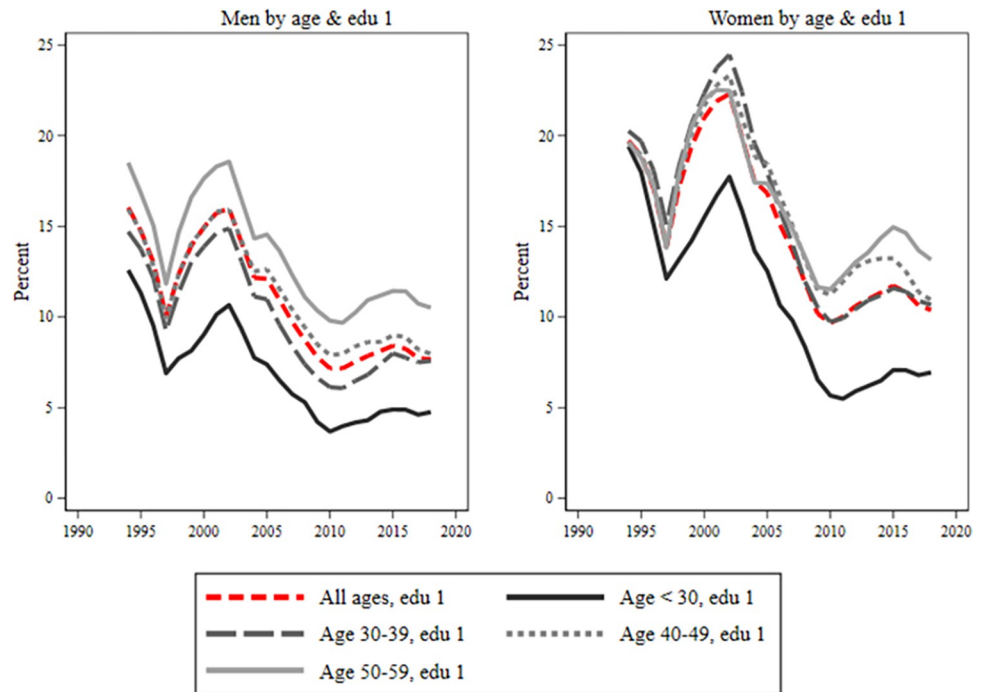 Men by age & edu 1
Women by age & edu 1
Percent
25
20
15
10
5
0
1990 1995 2000 2005 2010 2015 2020
Percent
25
20
15
10
5
0
1990 1995 2000 2005 2010 2015 2020
All ages, edu 1
Age < 30, edu 1
Age 30-39, edu 1
Age 40-49, edu 1
Age 50-59, edu 1